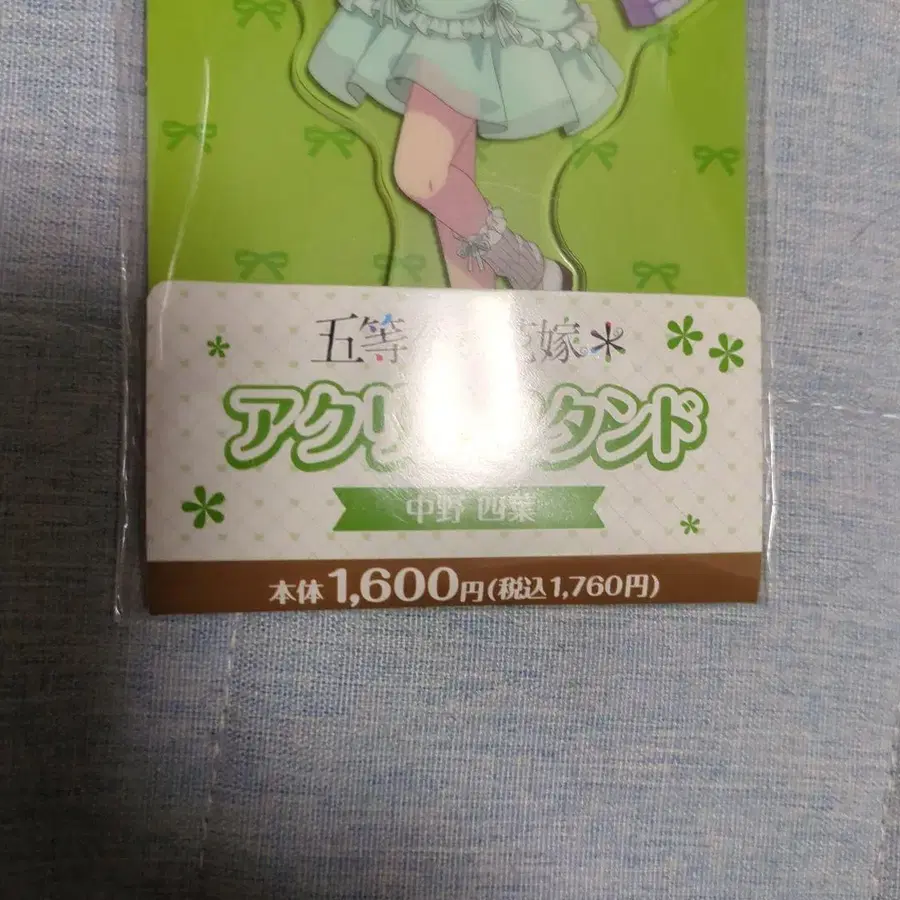 五等 嫁*
アクリ タンド
中野 四葉
本体1,600円(税込1,760円)